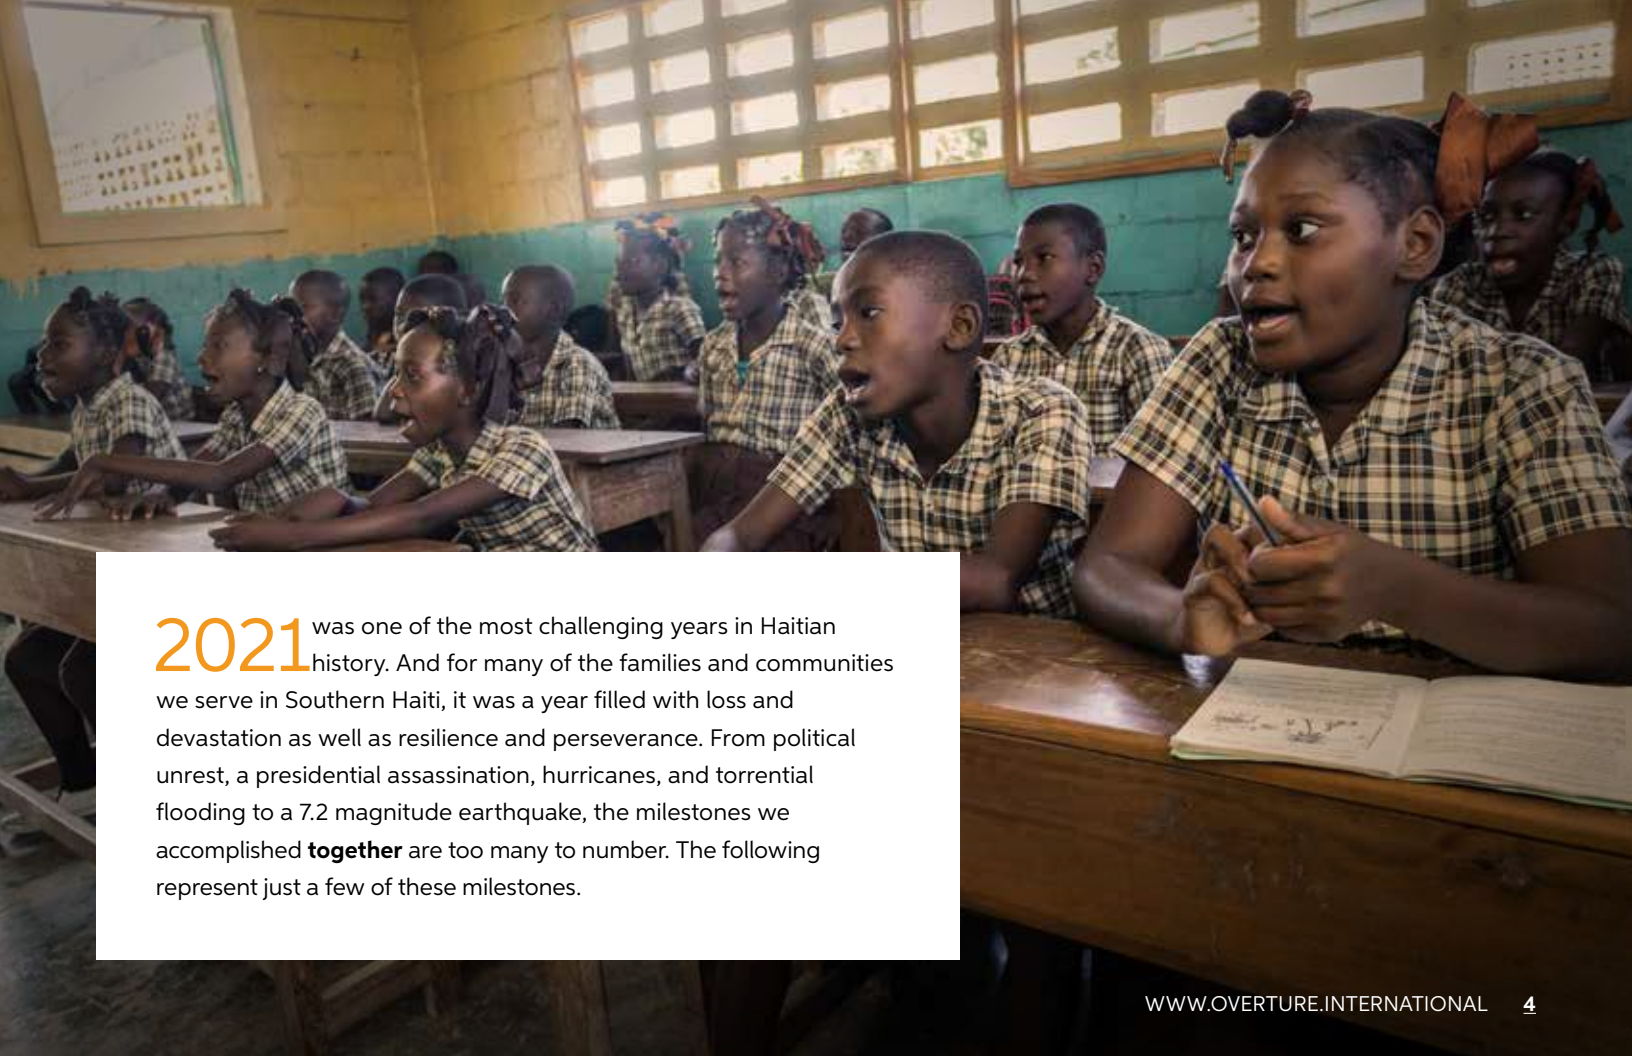 2021 was one of the most challenging years in Haitian
history. And for many of the families and communities
we serve in Southern Haiti, it was a year filled with loss and
devastation as well as resilience and perseverance. From political
unrest, a presidential assassination, hurricanes, and torrential
flooding to a 7.2 magnitude earthquake, the milestones we
accomplished together are too many to number. The following
represent just a few of these milestones.
WWW.OVERTURE.INTERNATIONAL 4